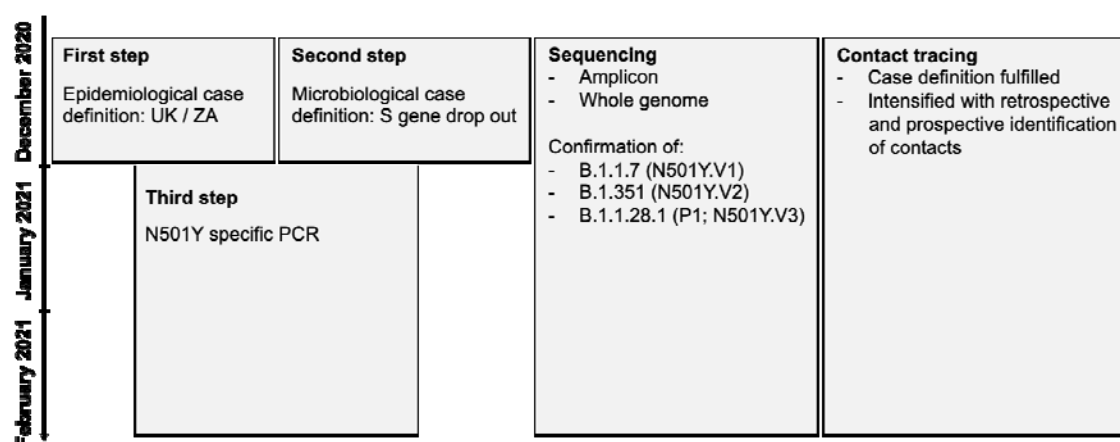 December 2020
January 2021
February 2021
First step
Epidemiological case
definition: UK / ZA
Second step
Microbiological case
definition: S gene drop out
Third step
N501Y specific PCR
Sequencing
- Amplicon
- Whole genome
Confirmation of:
- B.1.1.7 (N501Y.V1)
- B.1.351 (N501Y.V2)
- B.1.1.28.1 (P1; N501Y.V3)
Contact tracing
- Case definition fulfilled
- Intensified with retrospective
and prospective identification
of contacts